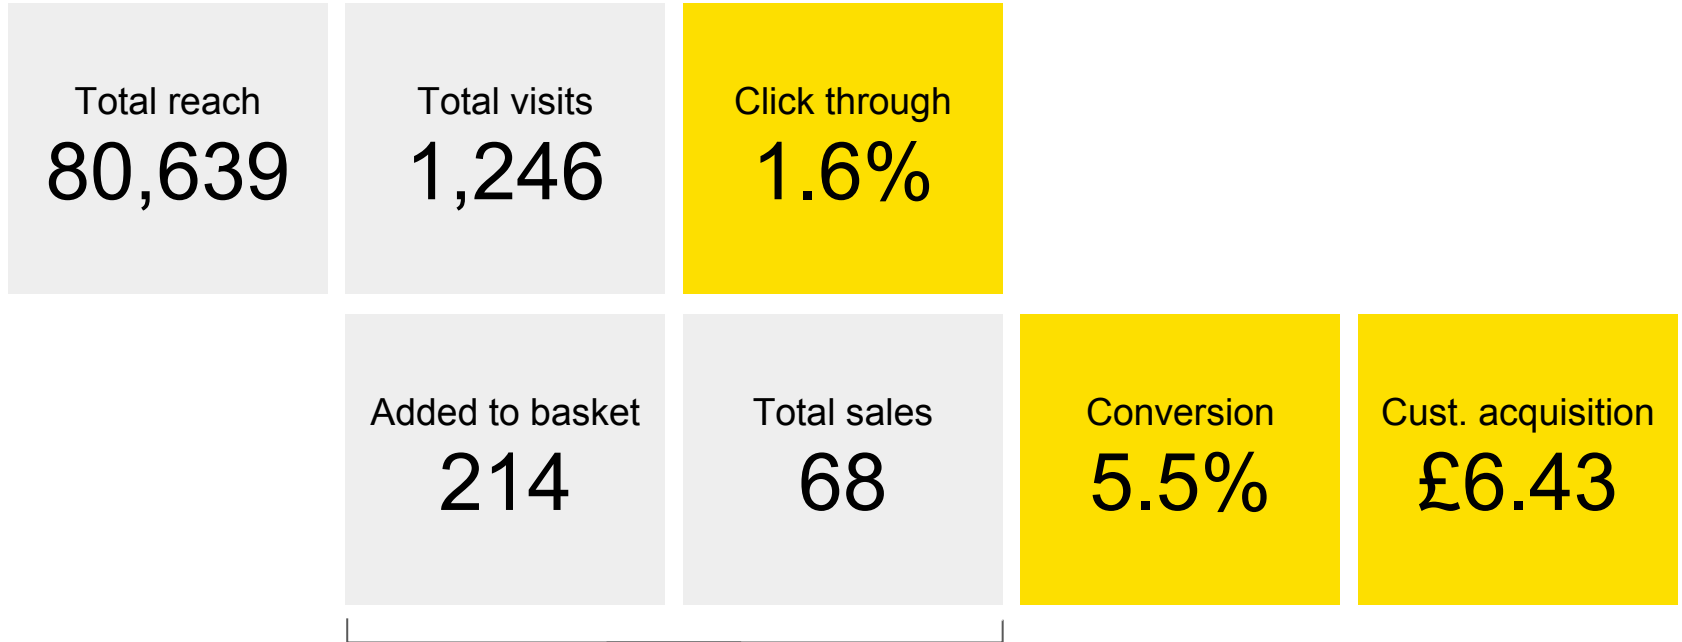 Total reach
80,639
Total visits
1,246
Click through
1.6%
Added to basket
214
Total sales
68
Conversion
5.5%
Cust. acquisition
£6.43